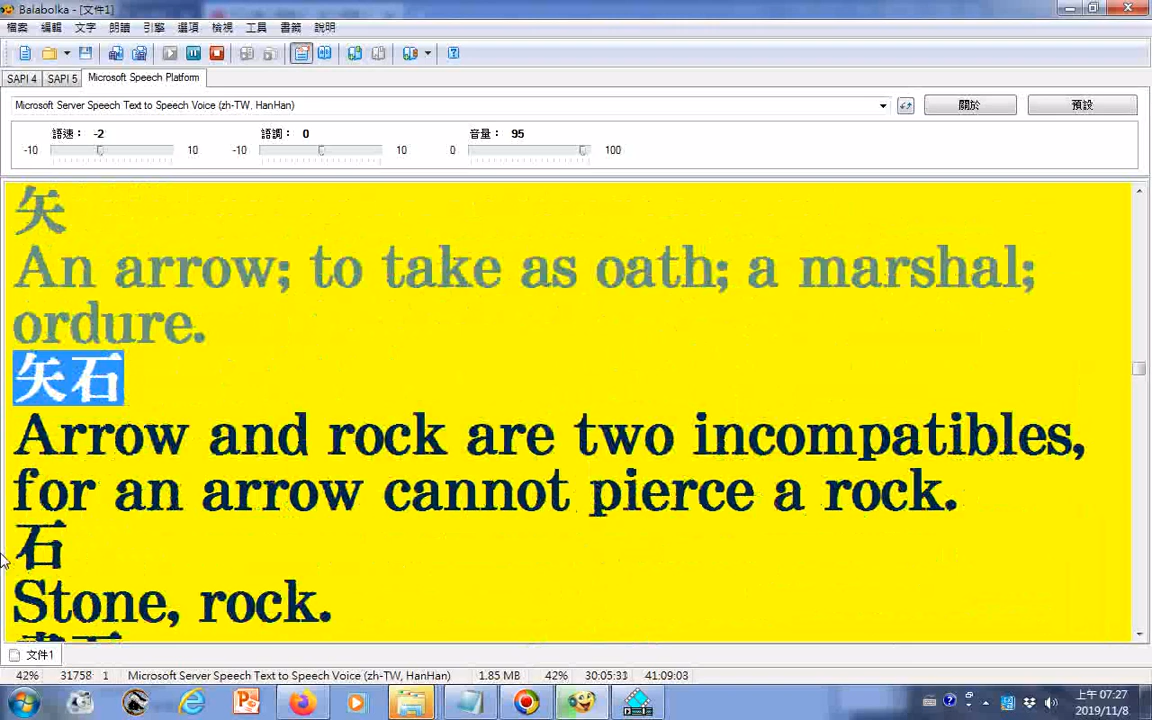 Balabolka - [文件1]
檔案 編輯 文字 朗讀 引擎 選項 檢視 工具 書籤 說明
SAPI 4 SAPI 5 Microsoft Speech Platform
Microsoft Server Speech Text to Speech Voice (zh-TW, HanHan) 關於 預設
語速： -2 語調： 0 音量： 95
-10 10 -10 10 0 100
矢
An arrow; to take as oath; a marshal;
ordure.
矢石
Arrow and rock are two incompatibles,
for an arrow cannot pierce a rock.
石
Stone, rock.
文件1
42% 31758 1 Microsoft Server Speech Text to Speech Voice (zh-TW, HanHan) 1.85 MB 42% 30:05:33 41:09:03
上午 07:27
2019/11/8